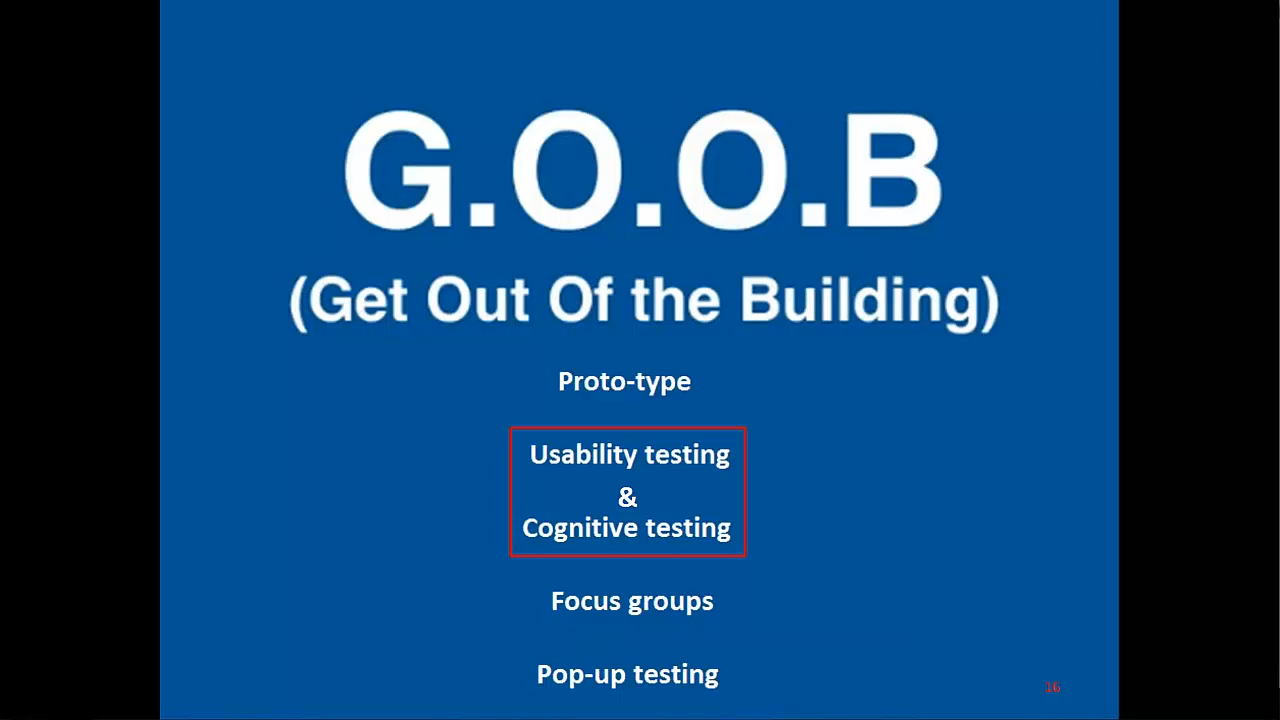 G.O.O.B
(Get Out Of the Building)
Proto-type
Usability testing
&
Cognitive testing
Focus groups
Pop-up testing
16